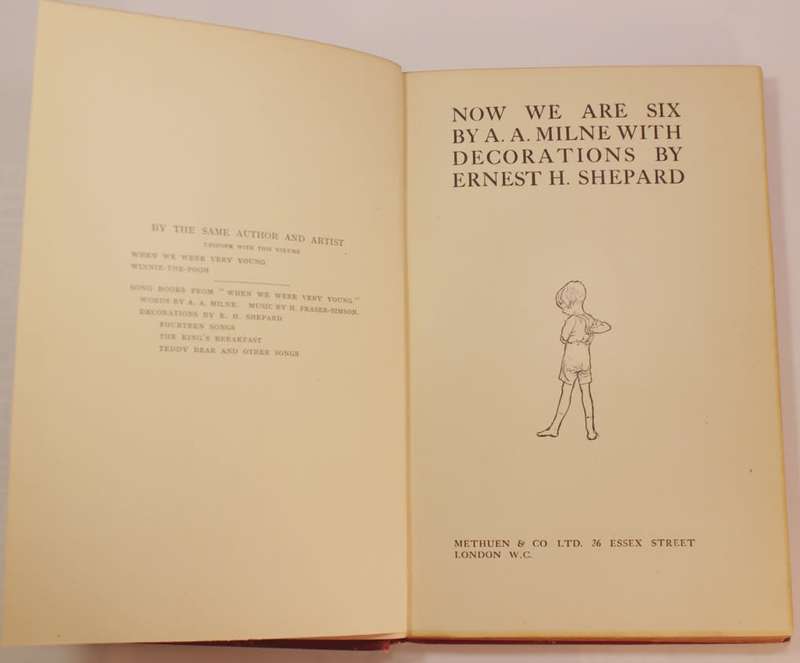 BY THE SAME AUTHOR AND ARTIST
UNIFORM WITH THIS VOLUME
WHEN WE WERE VERY YOUNG
WINNIE-THE-POOH
SONG BOOKS FROM "WHEN WE WERE VERY YOUNG"
WORDS BY A. A. MILNE. MUSIC BY H. FRASER-SIMSON.
DECORATIONS BY E. H. SHEPARD
FOURTEEN SONGS
THE KING'S BREAKFAST
TEDDY BEAR AND OTHER SONGS
NOW WE ARE SIX
BY A. A. MILNE WITH
DECORATIONS BY
ERNEST H. SHEPARD
METHUEN & CO LTD. 36 ESSEX STREET
LONDON W.C.